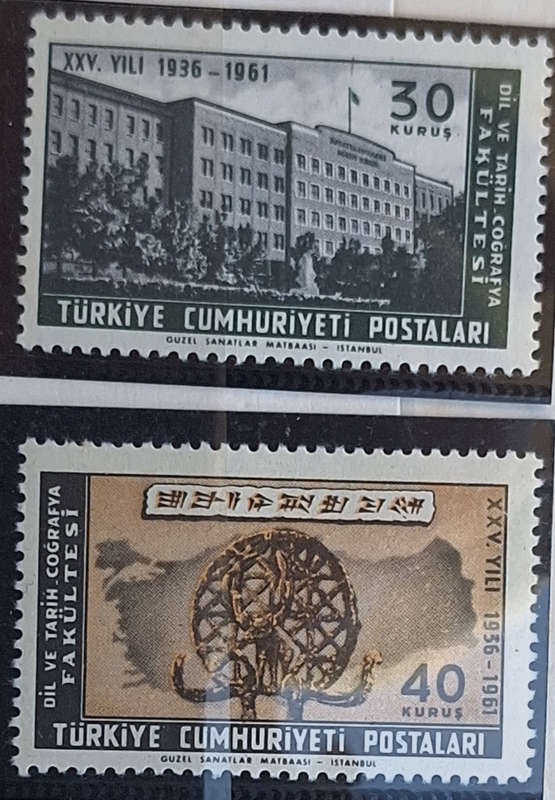 XXV. YILI 1936-1961
30
KURUŞ
DİL VE TARİH_COĞRAFYA
FAKÜLTESİ
TÜRKİYE CUMHURİYETİ POSTALARI
GUZEL SANATLAR MATBAASI - ISTANBUL
DİL VE TARİH_COĞRAFYA
FAKÜLTESİ
XXV. YILI 1936-1961
40
KURUŞ
TÜRKİYE CUMHURİYETİ POSTALARI
GUZEL SANATLAR MATBAASI - ISTANBUL